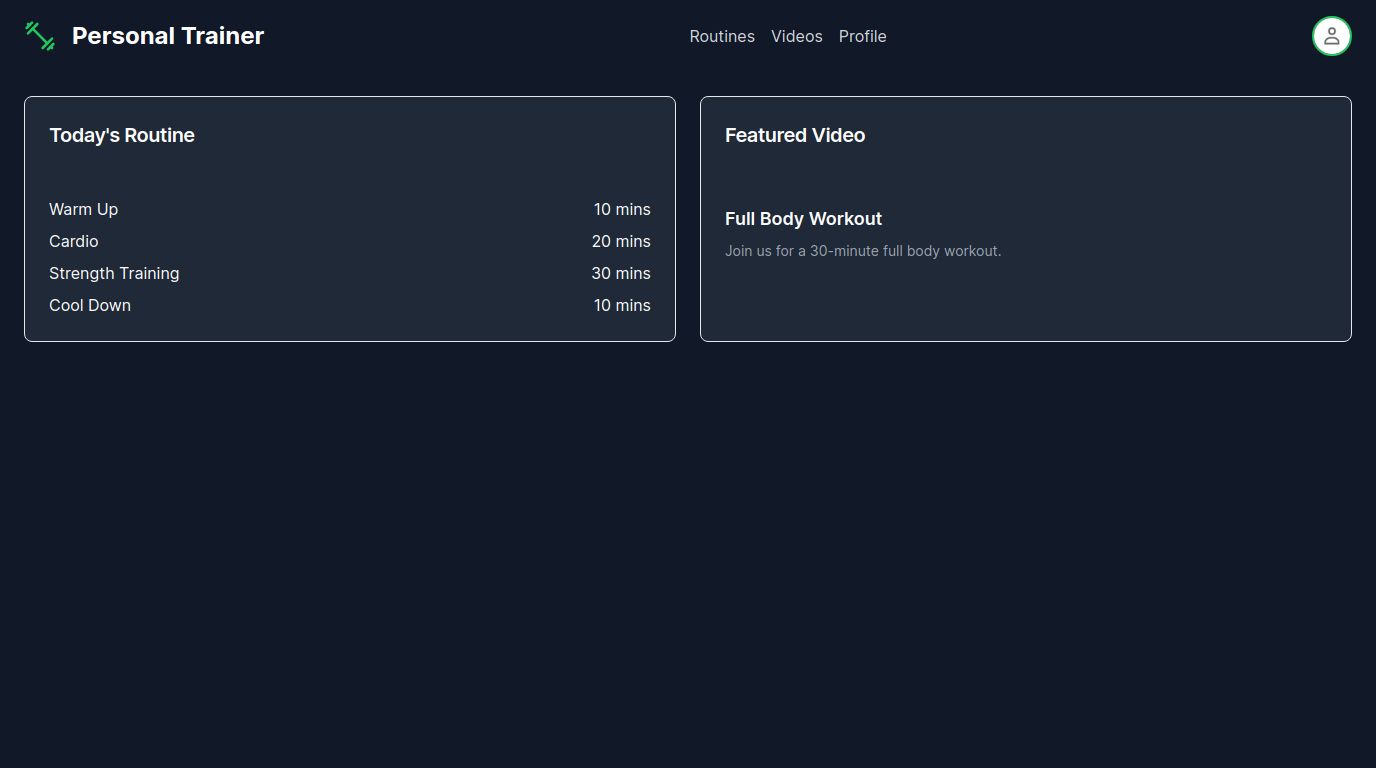 Personal Trainer
Routines Videos Profile
Today's Routine
Warm Up 10 mins
Cardio 20 mins
Strength Training 30 mins
Cool Down 10 mins
Featured Video
Full Body Workout
Join us for a 30-minute full body workout.